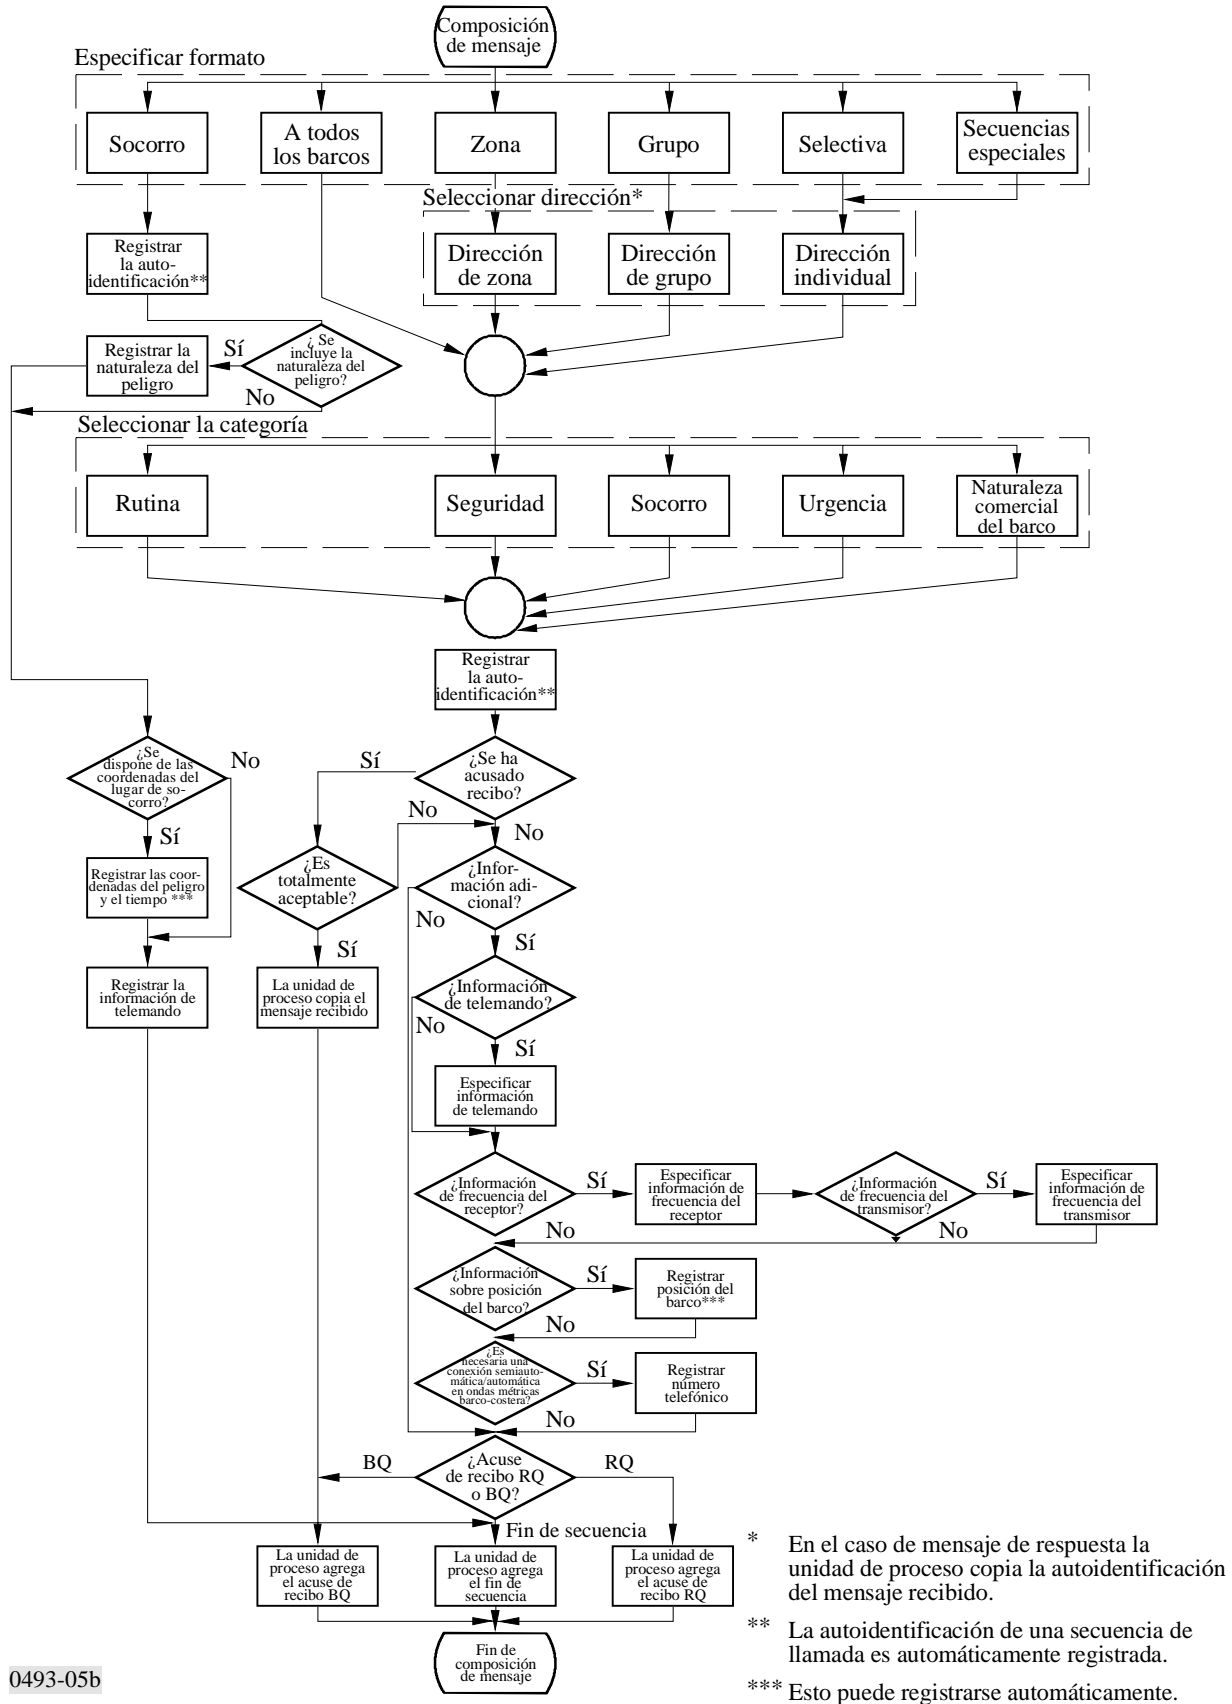 Composición
de mensaje
Especificar formato
Socorro
A todos
los barcos
Zona
Grupo
Selectiva
Secuencias
especiales
Seleccionar dirección*
Registrar
la auto-
identificación**
Dirección
de zona
Dirección
de grupo
Dirección
individual
Registrar la
naturaleza del
peligro
Sí
¿ Se
incluye la
naturaleza del
peligro?
No
Seleccionar la categoría
Rutina
Seguridad
Socorro
Urgencia
Naturaleza
comercial
del barco
Registrar
la auto-
identificación**
¿Se
dispone de las
coordenadas del
lugar de so-
corro?
No
Sí
Sí
¿Se ha
acusado
recibo?
No
No
Registrar las coor-
denadas del peligro
y el tiempo ***
¿Es
totalmente
aceptable?
Sí
¿Infor-
mación adi-
cional?
No
Sí
Registrar la
información de
telemando
La unidad de
proceso copia el
mensaje recibido
¿Información
de telemando?
No
Sí
Especificar
información
de telemando
¿Información
de frecuencia del
receptor?
Sí
No
Especificar
información de
frecuencia del
receptor
¿Información
de frecuencia del
transmisor?
Sí
No
Especificar
información de
frecuencia del
transmisor
¿Información
sobre posición
del barco?
Sí
No
Registrar
posición del
barco***
¿Es
necesaria una
conexión semiauto-
mática/automática
en ondas métricas
barco-costera?
Sí
No
Registrar
número
telefónico
BQ
¿Acuse
de recibo RQ
o BQ?
RQ
Fin de secuencia
La unidad de
proceso agrega
el acuse de
recibo BQ
La unidad de
proceso agrega
el fin de
secuencia
La unidad de
proceso agrega
el acuse de
recibo RQ
Fin de
composición
de mensaje
* En el caso de mensaje de respuesta la
unidad de proceso copia la autoidentificación
del mensaje recibido.
** La autoidentificación de una secuencia de
llamada es automáticamente registrada.
*** Esto puede registrarse automáticamente.
0493-05b